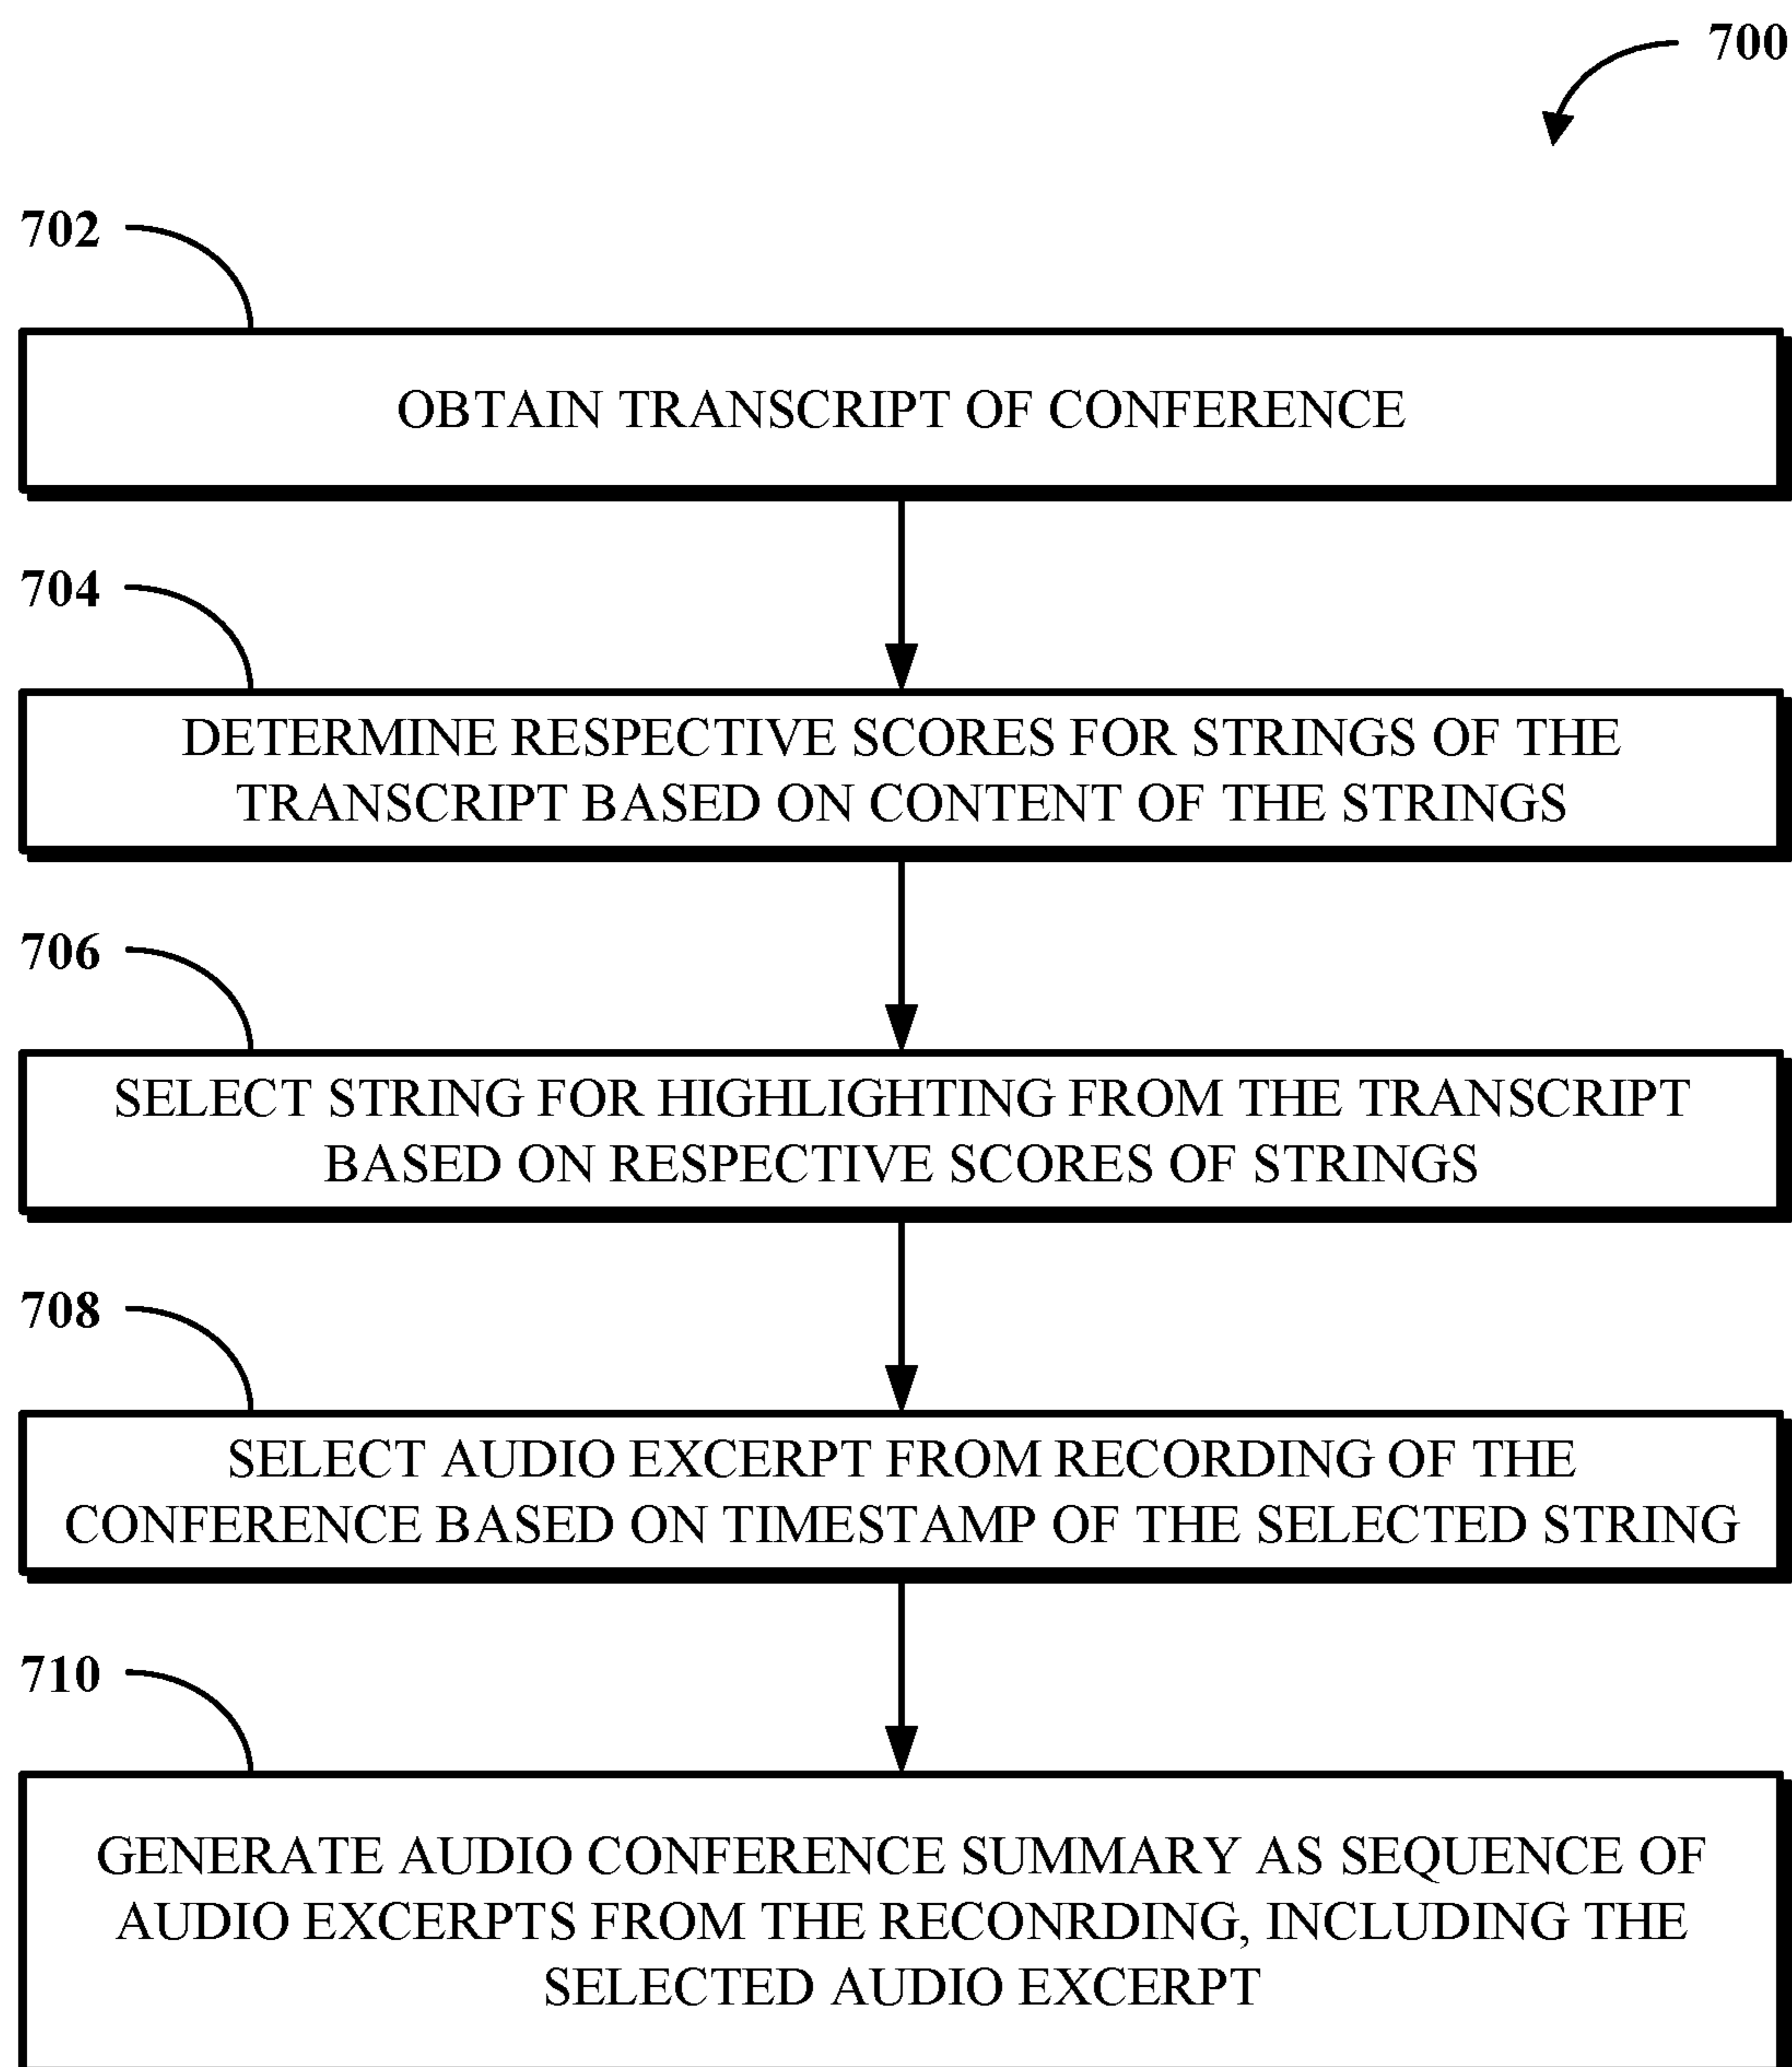 700
702
OBTAIN TRANSCRIPT OF CONFERENCE
704
DETERMINE RESPECTIVE SCORES FOR STRINGS OF THE
TRANSCRIPT BASED ON CONTENT OF THE STRINGS
706
SELECT STRING FOR HIGHLIGHTING FROM THE TRANSCRIPT
BASED ON RESPECTIVE SCORES OF STRINGS
708
SELECT AUDIO EXCERPT FROM RECORDING OF THE
CONFERENCE BASED ON TIMESTAMP OF THE SELECTED STRING
710
GENERATE AUDIO CONFERENCE SUMMARY AS SEQUENCE OF
AUDIO EXCERPTS FROM THE RECONRDING, INCLUDING THE
SELECTED AUDIO EXCERPT